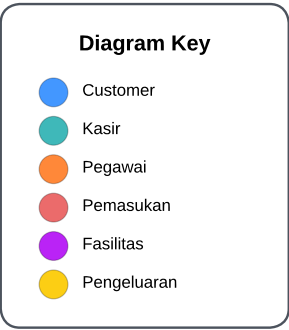 Diagram Key
Customer
Kasir
Pegawai
Pemasukan
Fasilitas
Pengeluaran